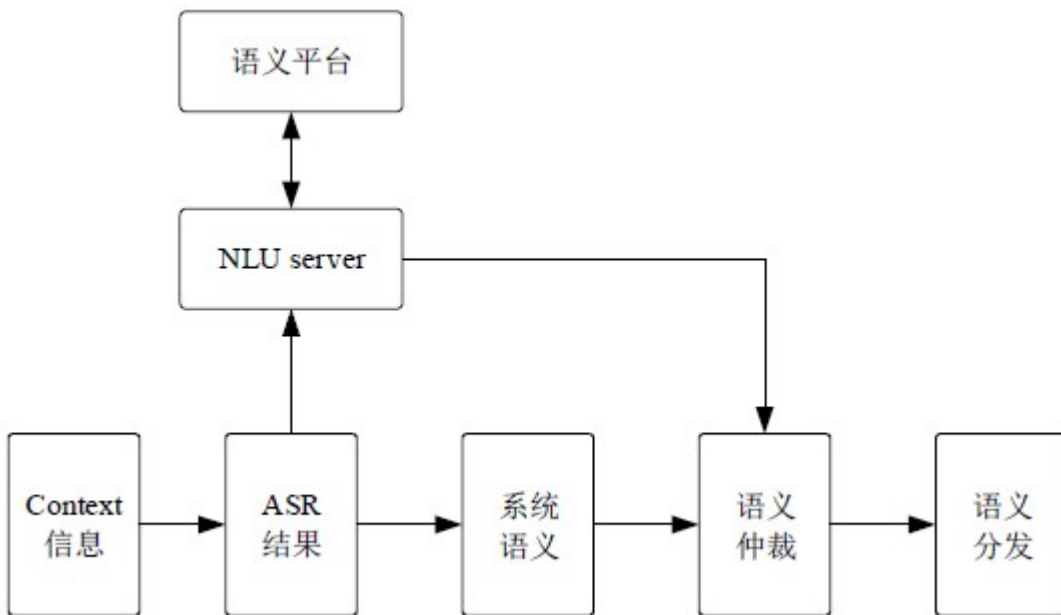 语义平台
NLU server
Context
信息
ASR
结果
系统
语义
语义
仲裁
语义
分发